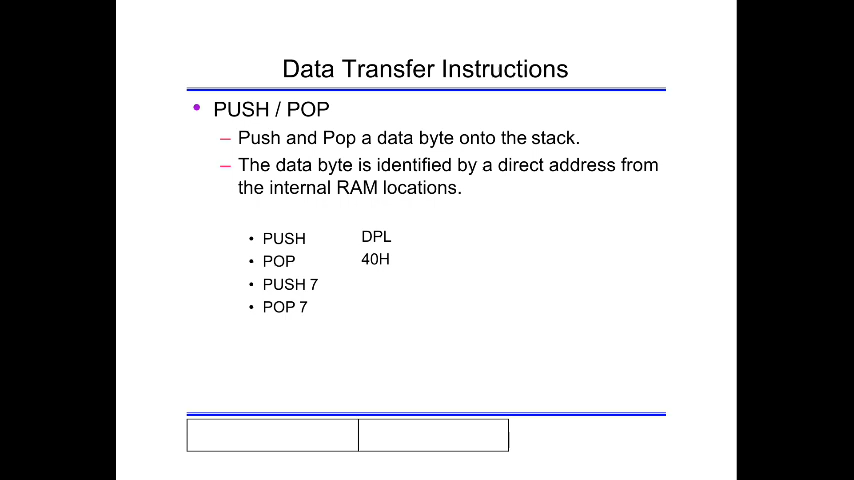 Data Transfer Instructions
• PUSH / POP
– Push and Pop a data byte onto the stack.
– The data byte is identified by a direct address from
the internal RAM locations.
• PUSH DPL
• POP 40H
• PUSH 7
• POP 7